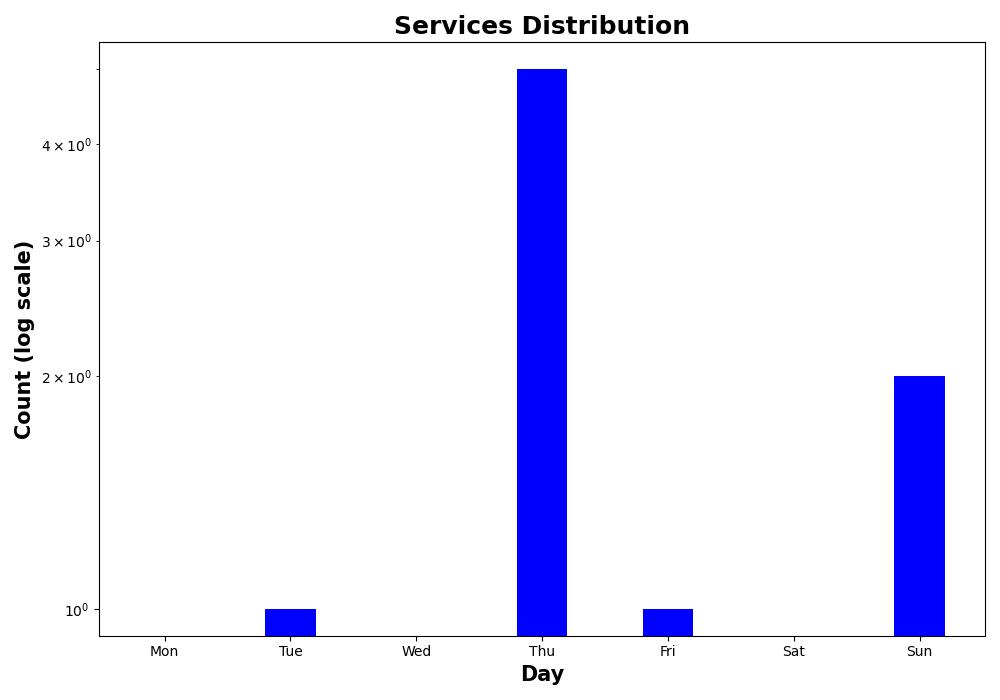 Services Distribution
4 × 10⁰
3 × 10⁰
2 × 10⁰
10⁰
Count (log scale)
Mon Tue Wed Thu Fri Sat Sun
Day